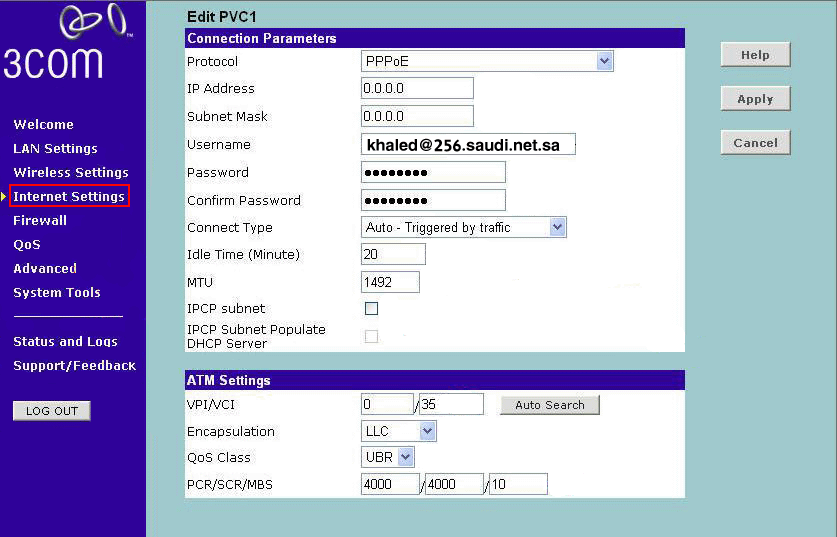 3COM
™
Welcome
LAN Settings
Wireless Settings
Internet Settings
Firewall
QoS
Advanced
System Tools
Status and Logs
Support/Feedback
LOG OUT
Edit PVC1
Connection Parameters
Protocol PPPoE
IP Address 0.0.0.0
Subnet Mask 0.0.0.0
Username khaled@256.saudi.net.sa
Password ●●●●●●●●
Confirm Password ●●●●●●●●
Connect Type Auto - Triggered by traffic
Idle Time (Minute) 20
MTU 1492
IPCP subnet
IPCP Subnet Populate
DHCP Server
ATM Settings
VPI/VCI 0 / 35 Auto Search
Encapsulation LLC
QoS Class UBR
PCR/SCR/MBS 4000 / 4000 / 10
Help
Apply
Cancel